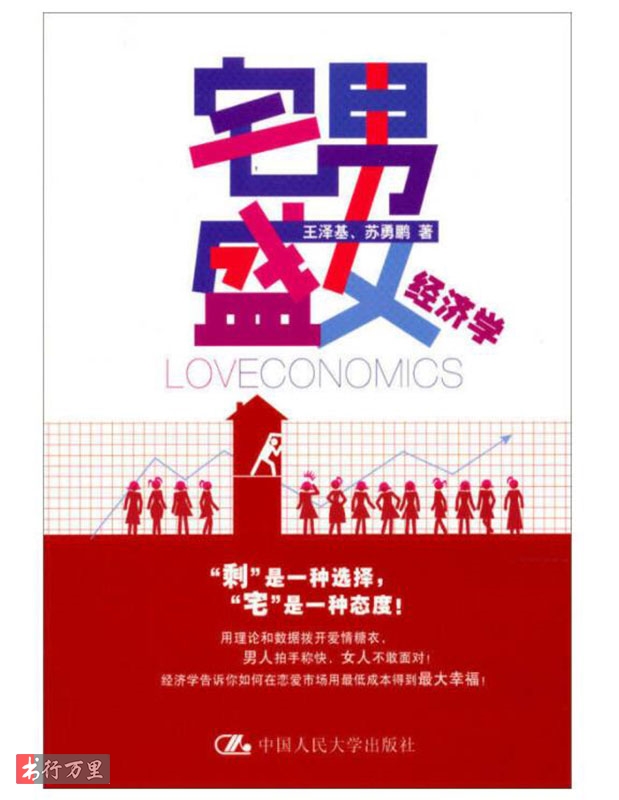 宅男
盛女
经济学
王泽基、苏勇鹏 著
LOVECONOMICS
“剩”是一种选择，
“宅”是一种态度！
用理论和数据拨开爱情糖衣，
男人拍手称快，女人不敢面对！
经济学告诉你如何在恋爱市场用最低成本得到最大幸福！
中国人民大学出版社
书行万里